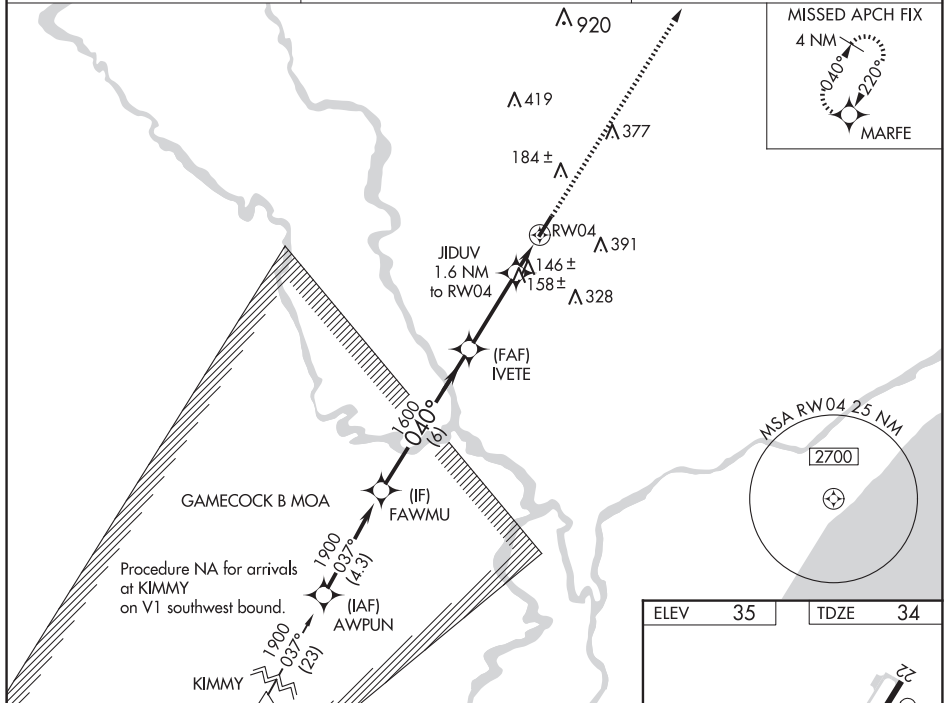 MISSED APCH FIX
4 NM
040°
220°
MARFE
920
419
377
184 ±
RW04
391
JIDUV
1.6 NM
to RW04
146 ±
158 ±
328
(FAF)
IVETE
1600
040°
(6)
MSA RW04 25 NM
2700
GAMECOCK B MOA
(IF)
FAWMU
1900
037°
(4.3)
Procedure NA for arrivals
at KIMMY
on V1 southwest bound.
(IAF)
AWPUN
1900
037°
(23)
KIMMY
ELEV 35
TDZE 34
22